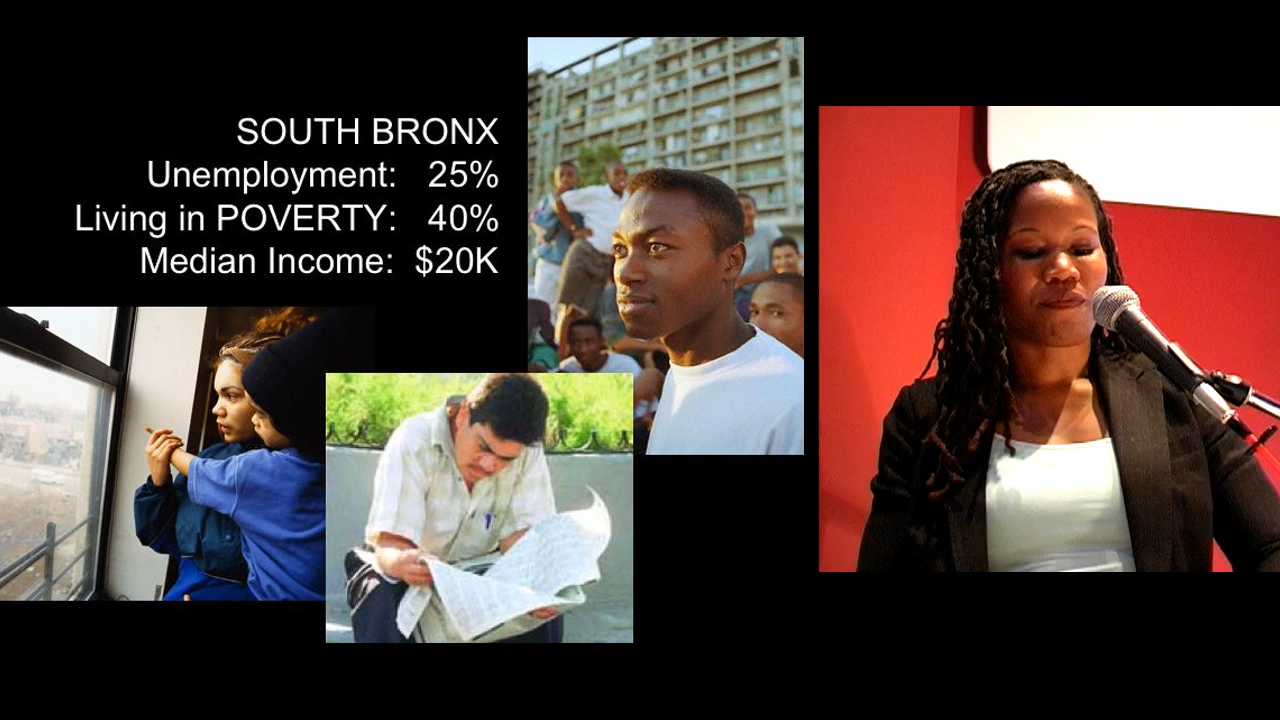 SOUTH BRONX
Unemployment: 25%
Living in POVERTY: 40%
Median Income: $20K